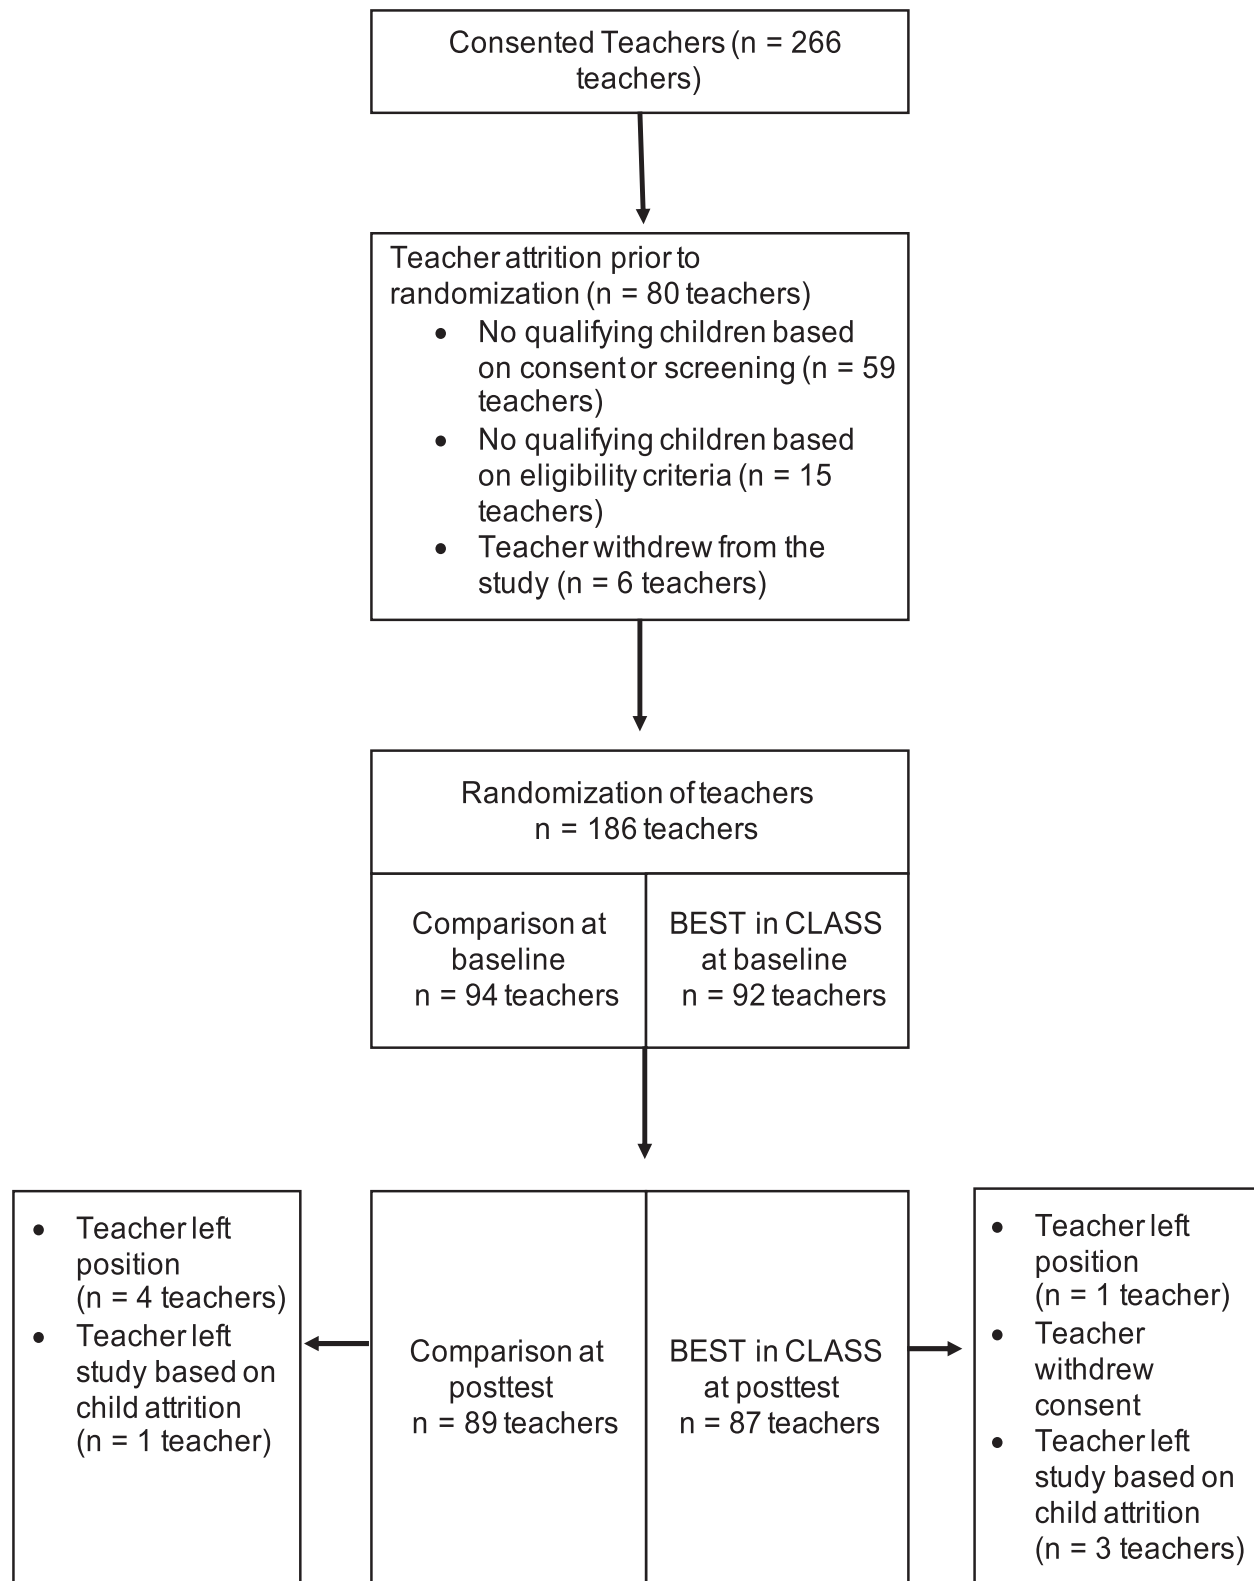 Consented Teachers (n = 266
teachers)
Teacher attrition prior to
randomization (n = 80 teachers)
• No qualifying children based
on consent or screening (n = 59
teachers)
• No qualifying children based
on eligibility criteria (n = 15
teachers)
• Teacher withdrew from the
study (n = 6 teachers)
Randomization of teachers
n = 186 teachers
Comparison at
baseline
n = 94 teachers
BEST in CLASS
at baseline
n = 92 teachers
• Teacher left
position
(n = 4 teachers)
• Teacher left
study based on
child attrition
(n = 1 teacher)
Comparison at
posttest
n = 89 teachers
BEST in CLASS
at posttest
n = 87 teachers
• Teacher left
position
(n = 1 teacher)
• Teacher
withdrew
consent
• Teacher left
study based on
child attrition
(n = 3 teachers)